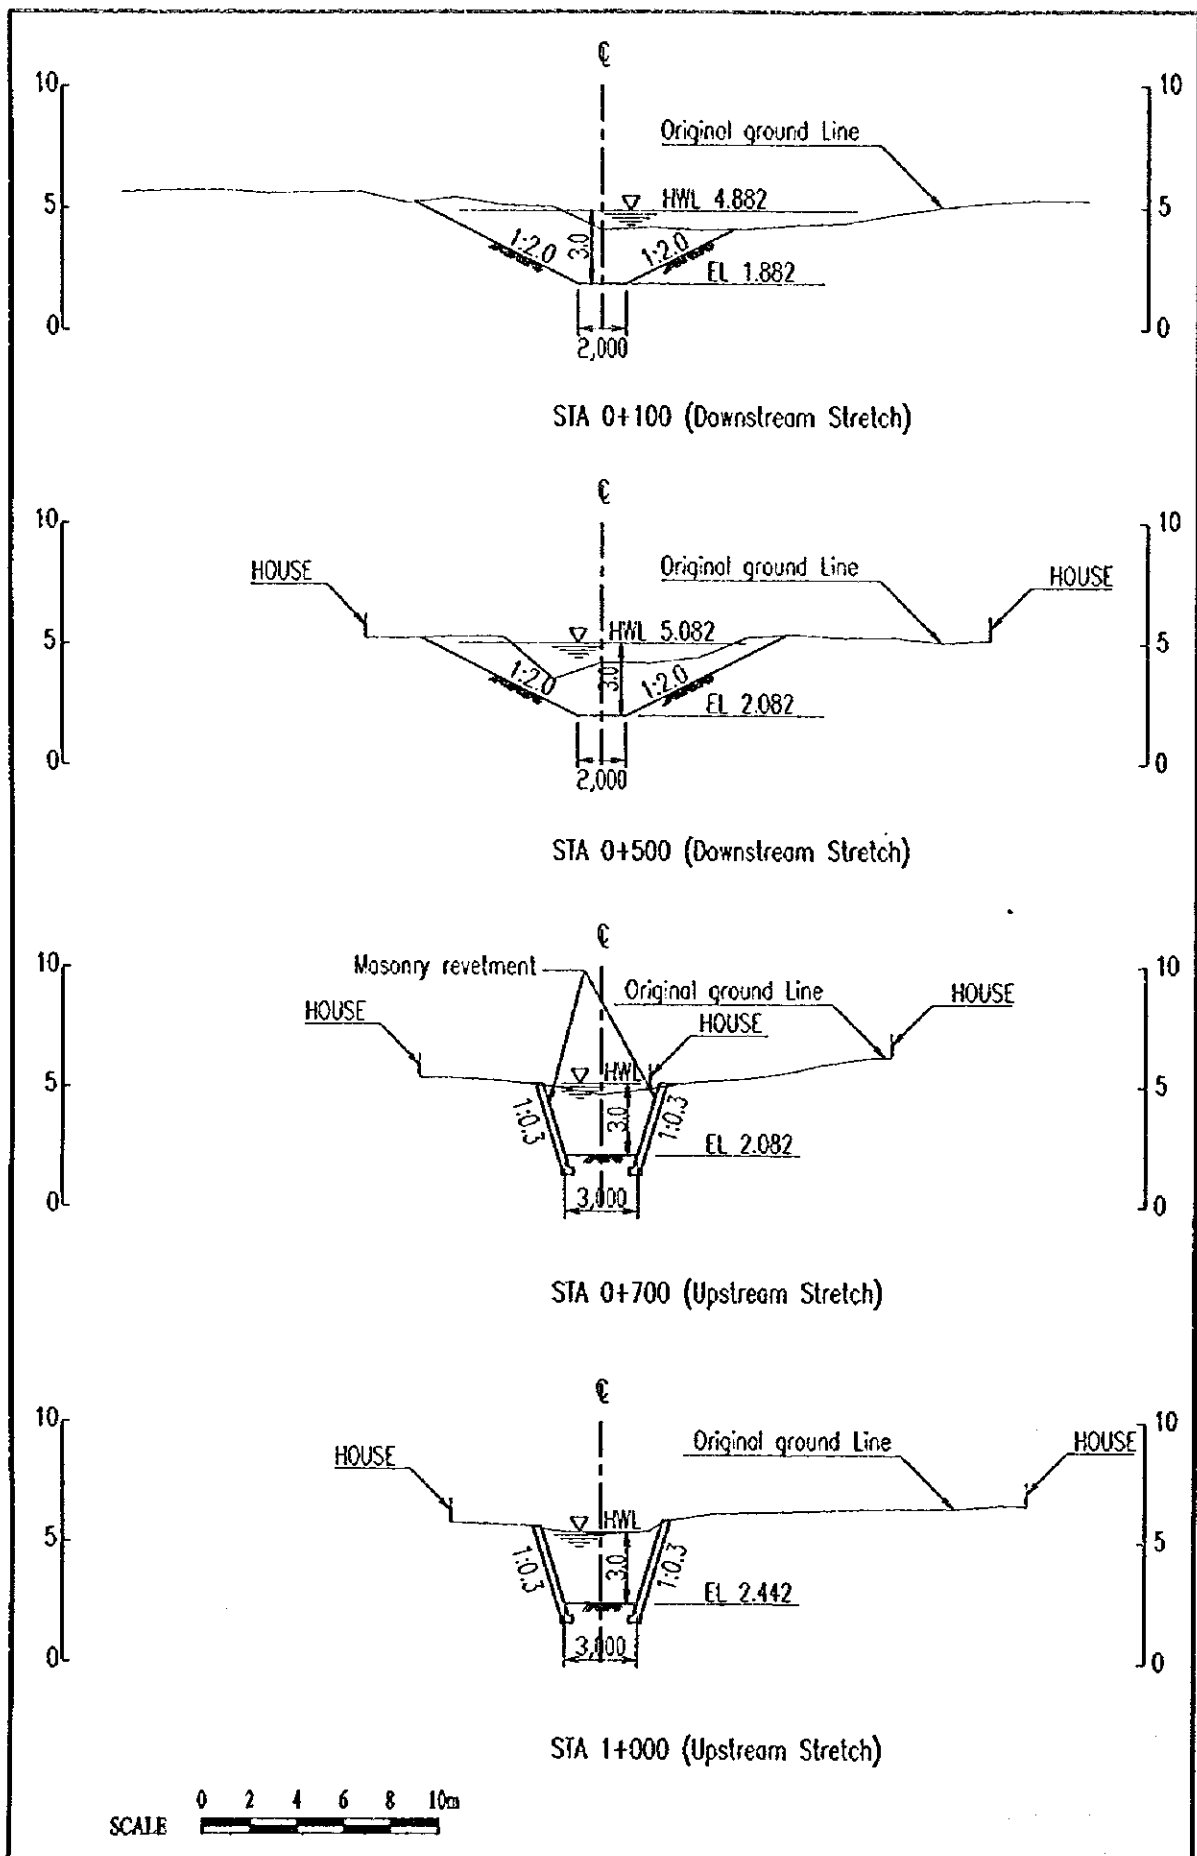 ℄
10
10
Original ground Line
HWL 4.882
5
5
1:2.0
3.0
1:2.0
EL 1.882
0
0
2,000
STA 0+100 (Downstream Stretch)
℄
10
10
HOUSE
Original ground Line
HOUSE
5
HWL 5.082
5
1:2.0
3.0
1:2.0
EL 2.082
0
0
2,000
STA 0+500 (Downstream Stretch)
℄
10
Masonry revetment
10
HOUSE
Original ground Line
HOUSE
HOUSE
5
HWL
5
1:0.3
3.0
1:0.3
EL 2.082
0
3,000
0
STA 0+700 (Upstream Stretch)
℄
10
10
HOUSE
Original ground Line
HOUSE
5
HWL
5
1:0.3
3.0
1:0.3
EL 2.442
0
3,000
0
STA 1+000 (Upstream Stretch)
0 2 4 6 8 10m
SCALE